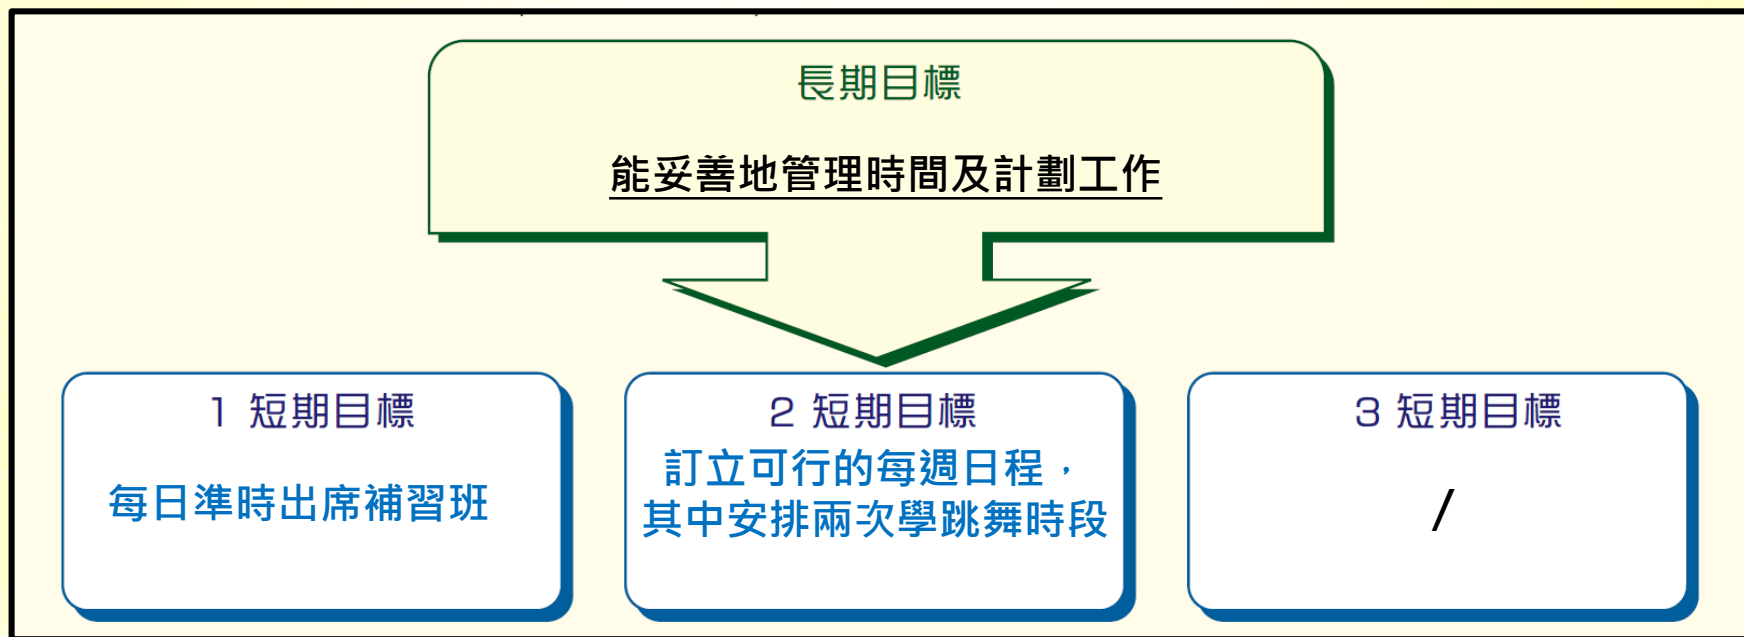 長期目標
能妥善地管理時間及計劃工作
1 短期目標
每日準時出席補習班
2 短期目標
訂立可行的每週日程，
其中安排兩次學跳舞時段
3 短期目標
/